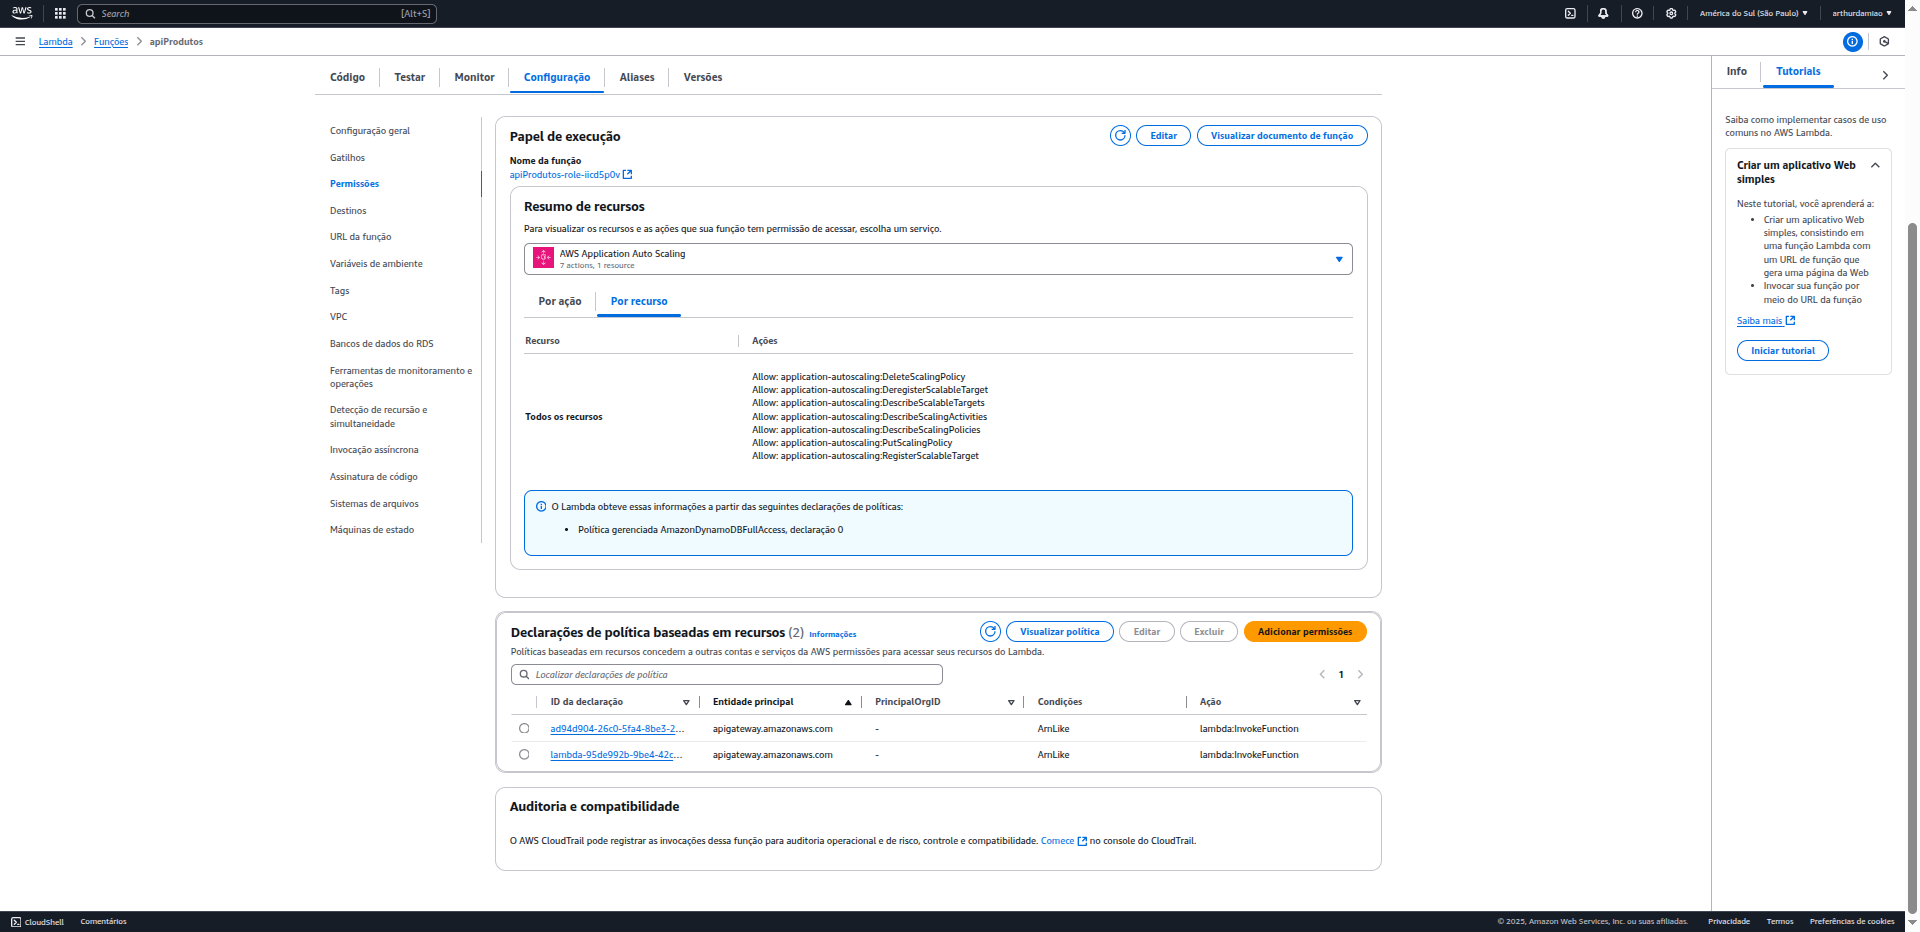 aws
Search
[Alt+S]
América do Sul (São Paulo)
arthurdamiao
Lambda
Funções
apiProdutos
Código
Testar
Monitor
Configuração
Aliases
Versões
Configuração geral
Gatilhos
Permissões
Destinos
URL da função
Variáveis de ambiente
Tags
VPC
Bancos de dados do RDS
Ferramentas de monitoramento e
operações
Detecção de recursão e
simultaneidade
Invocação assíncrona
Assinatura de código
Sistemas de arquivos
Máquinas de estado
Papel de execução
Editar
Visualizar documento de função
Nome da função
apiProdutos-role-iicd5p0v
Resumo de recursos
Para visualizar os recursos e as ações que sua função tem permissão de acessar, escolha um serviço.
AWS Application Auto Scaling
7 actions, 1 resource
Por ação
Por recurso
Recurso
Ações
Todos os recursos
Allow: application-autoscaling:DeleteScalingPolicy
Allow: application-autoscaling:DeregisterScalableTarget
Allow: application-autoscaling:DescribeScalableTargets
Allow: application-autoscaling:DescribeScalingActivities
Allow: application-autoscaling:DescribeScalingPolicies
Allow: application-autoscaling:PutScalingPolicy
Allow: application-autoscaling:RegisterScalableTarget
O Lambda obteve essas informações a partir das seguintes declarações de políticas:
• Política gerenciada AmazonDynamoDBFullAccess, declaração 0
Declarações de política baseadas em recursos (2) Informações
Visualizar política
Editar
Excluir
Adicionar permissões
Políticas baseadas em recursos concedem a outras contas e serviços da AWS permissões para acessar seus recursos do Lambda.
Localizar declarações de política
1
ID da declaração
Entidade principal
PrincipalOrgID
Condições
Ação
ad94d904-26c0-5fa4-8be3-2... apigateway.amazonaws.com - ArnLike lambda:InvokeFunction
lambda-95de992b-9be4-42c... apigateway.amazonaws.com - ArnLike lambda:InvokeFunction
Auditoria e compatibilidade
O AWS CloudTrail pode registrar as invocações dessa função para auditoria operacional e de risco, controle e compatibilidade. Comece no console do CloudTrail.
Info
Tutorials
Saiba como implementar casos de uso
comuns no AWS Lambda.
Criar um aplicativo Web
simples
Neste tutorial, você aprenderá a:
• Criar um aplicativo Web
simples, consistindo em
uma função Lambda com
um URL de função que
gera uma página da Web
• Invocar sua função por
meio do URL da função
Saiba mais
Iniciar tutorial
CloudShell
Comentários
© 2025, Amazon Web Services, Inc. ou suas afiliadas.
Privacidade
Termos
Preferências de cookies